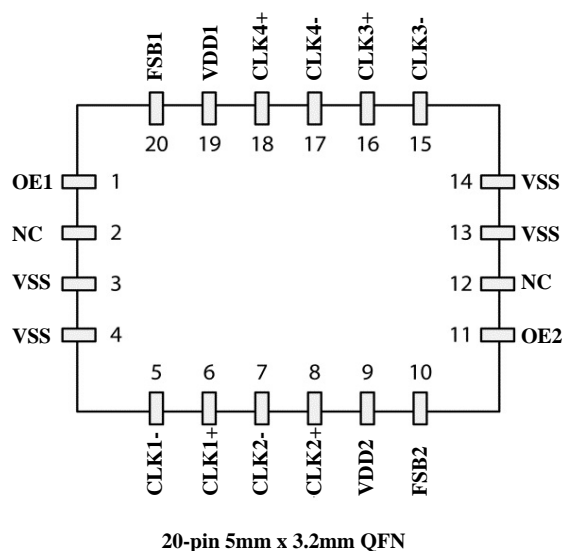 FSB1 VDD1 CLK4+ CLK4- CLK3+ CLK3-
20 19 18 17 16 15
OE1 1 14 VSS
NC 2 13 VSS
VSS 3 12 NC
VSS 4 11 OE2
5 6 7 8 9 10
CLK1- CLK1+ CLK2- CLK2+ VDD2 FSB2
20-pin 5mm x 3.2mm QFN